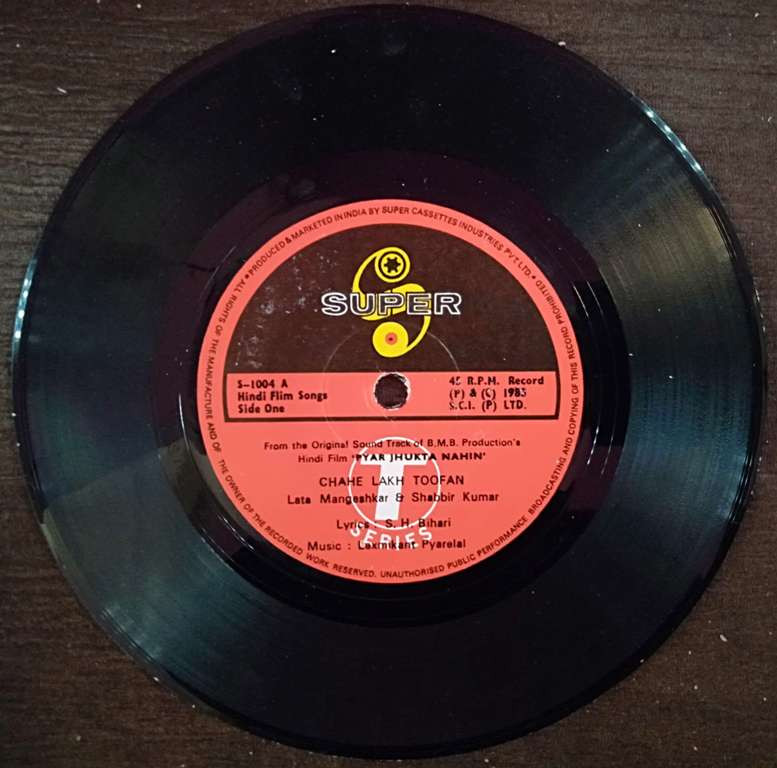 • PRODUCED & MARKETED IN INDIA BY SUPER CASSETTES INDUSTRIES PVT LTD. •
ALL RIGHTS OF THE MANUFACTURE AND OF THE OWNER OF THE RECORDED WORK RESERVED. UNAUTHORISED PUBLIC PERFORMANCE BROADCASTING AND COPYING OF THIS RECORD PROHIBITED
SUPER
S-1004 A
Hindi Flim Songs
Side One
45 R.P.M. Record
(P) & (C) 1985
S.C.I. (P) LTD.
From the Original Sound Track of B.M.B. Production's
Hindi Film 'PYAR JHUKTA NAHIN'
CHAHE LAKH TOOFAN
Lata Mangeshkar & Shabbir Kumar
Lyrics : S. H. Bihari
Music : Laxmikant Pyarelal
T
SERIES